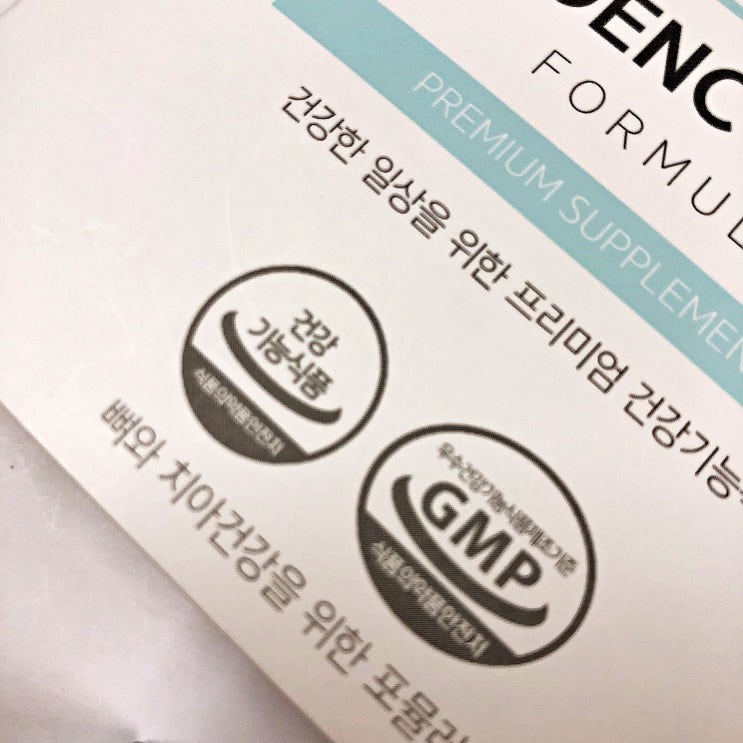 DENC
FORMUL
PREMIUM SUPPLEMEN
건강한 일상을 위한 프리미엄 건강기능
건강
기능식품
식품의약품안전처
우수건강기능식품제조기준
GMP
식품의약품안전처
뼈와 치아건강을 위한 포뮬러